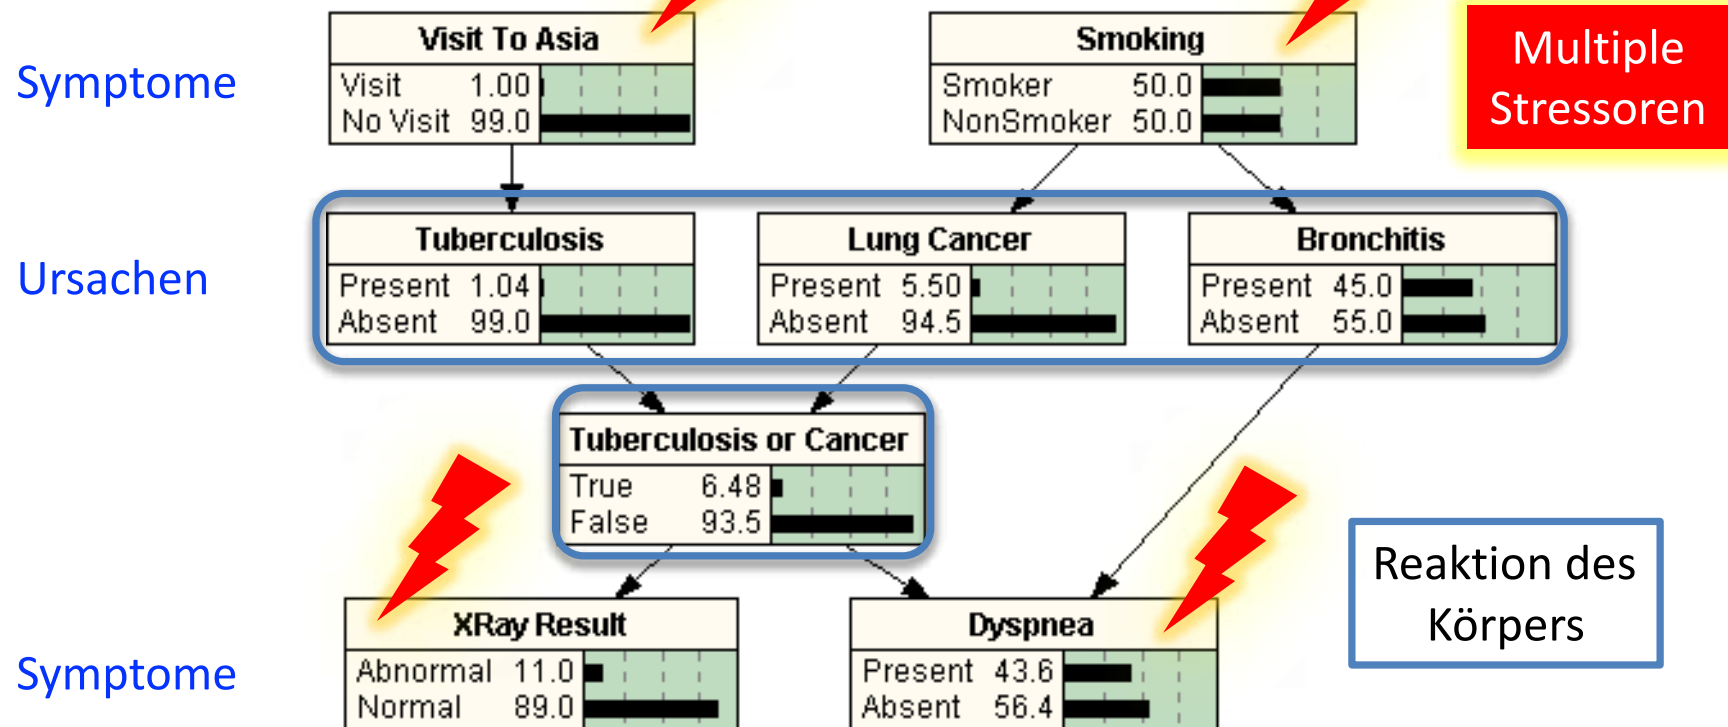 Symptome
Visit To Asia
Visit 1.00
No Visit 99.0
Smoking
Smoker 50.0
NonSmoker 50.0
Multiple
Stressoren
Ursachen
Tuberculosis
Present 1.04
Absent 99.0
Lung Cancer
Present 5.50
Absent 94.5
Bronchitis
Present 45.0
Absent 55.0
Tuberculosis or Cancer
True 6.48
False 93.5
Symptome
XRay Result
Abnormal 11.0
Normal 89.0
Dyspnea
Present 43.6
Absent 56.4
Reaktion des
Körpers